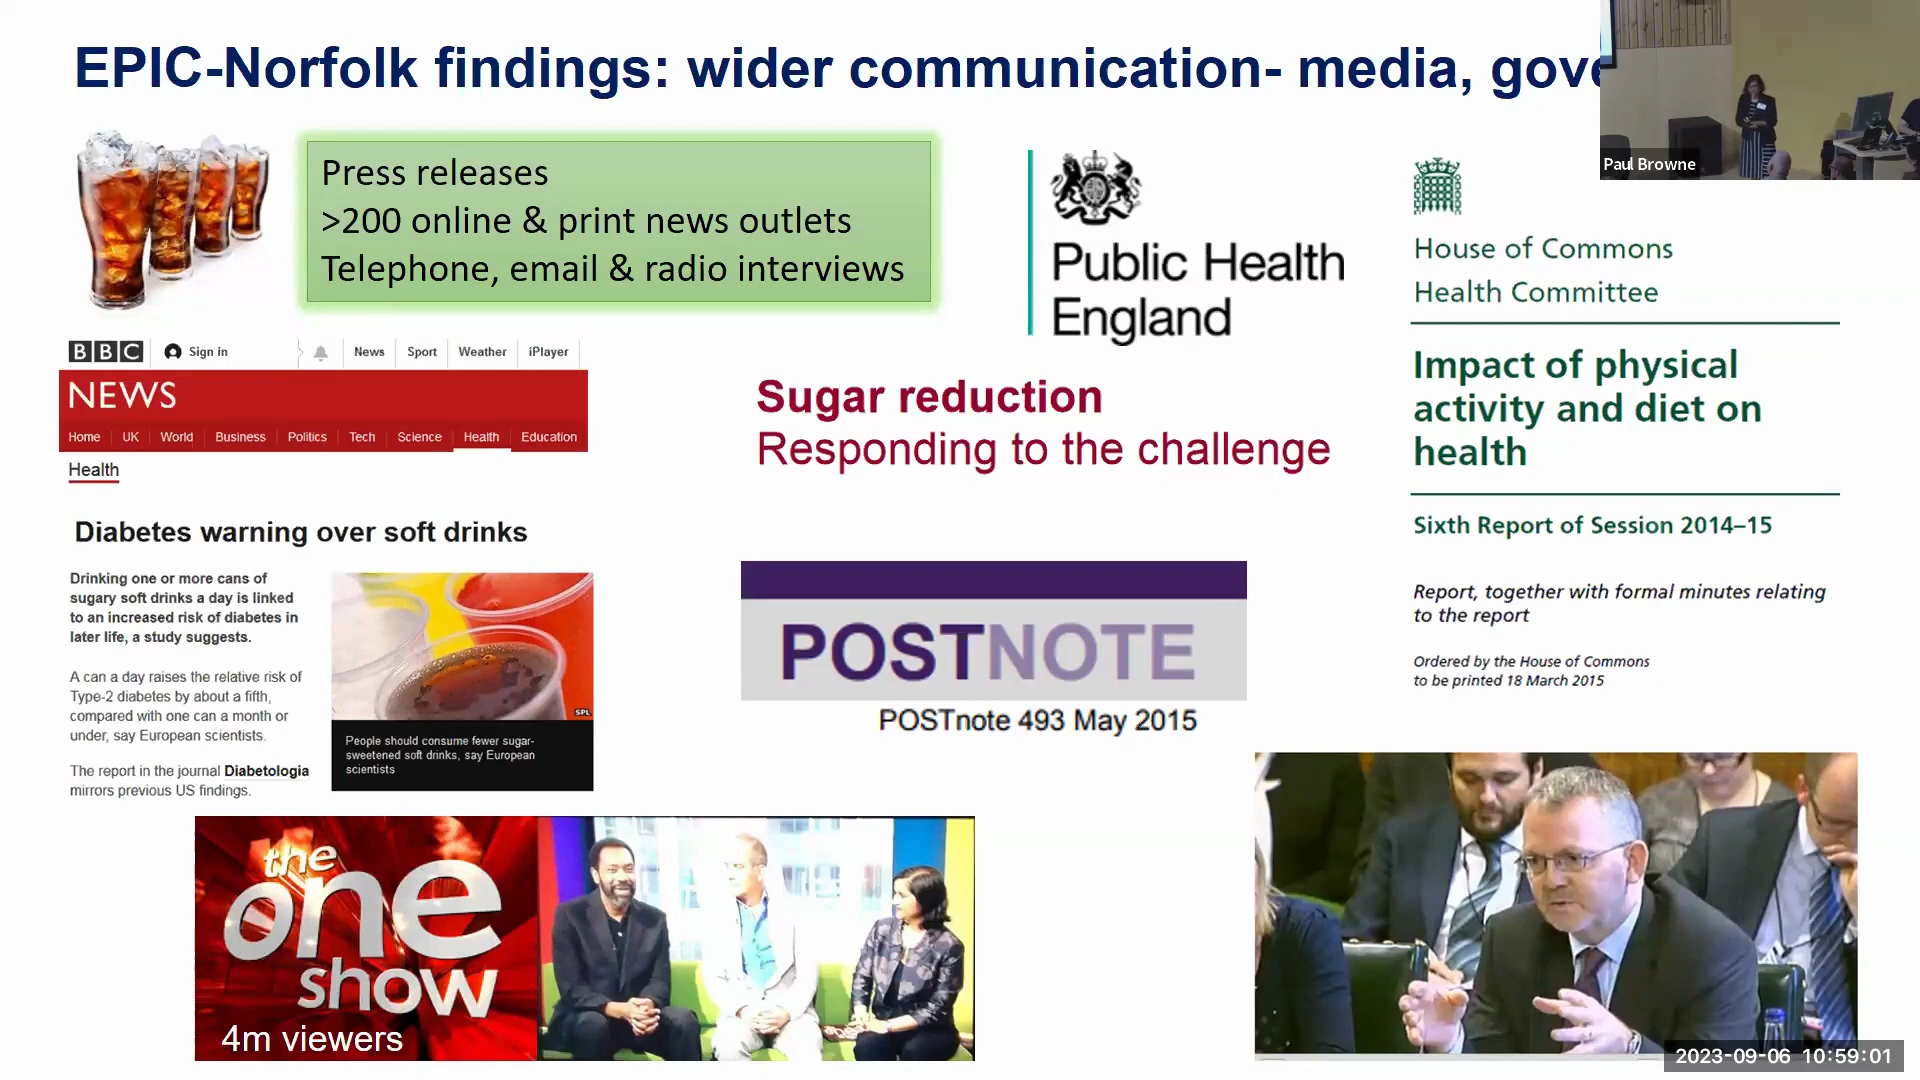 EPIC-Norfolk findings: wider communication- media, gove
Paul Browne
Press releases
>200 online & print news outlets
Telephone, email & radio interviews
Public Health
England
House of Commons
Health Committee
Impact of physical
activity and diet on
health
Sixth Report of Session 2014–15
Report, together with formal minutes relating
to the report
Ordered by the House of Commons
to be printed 18 March 2015
BBC Sign in News Sport Weather iPlayer
NEWS
Home UK World Business Politics Tech Science Health Education
Health
Sugar reduction
Responding to the challenge
Diabetes warning over soft drinks
Drinking one or more cans of
sugary soft drinks a day is linked
to an increased risk of diabetes in
later life, a study suggests.
A can a day raises the relative risk of
Type-2 diabetes by about a fifth,
compared with one can a month or
under, say European scientists.
The report in the journal Diabetologia
mirrors previous US findings.
SPL
People should consume fewer sugar-
sweetened soft drinks, say European
scientists
POSTNOTE
POSTnote 493 May 2015
the
one
show
4m viewers
2023-09-06 10:59:01